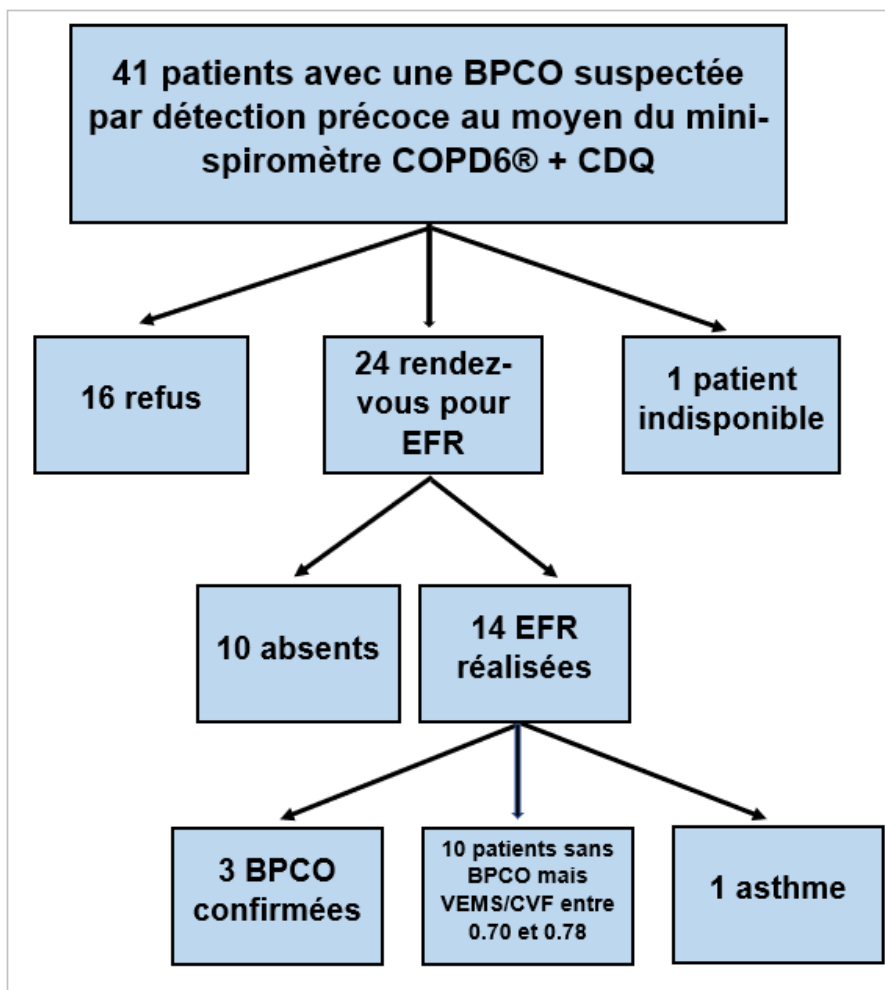 41 patients avec une BPCO suspectée
par détection précoce au moyen du mini-
spiromètre COPD6® + CDQ
16 refus
24 rendez-
vous pour
EFR
1 patient
indisponible
10 absents
14 EFR
réalisées
3 BPCO
confirmées
10 patients sans
BPCO mais
VEMS/CVF entre
0.70 et 0.78
1 asthme